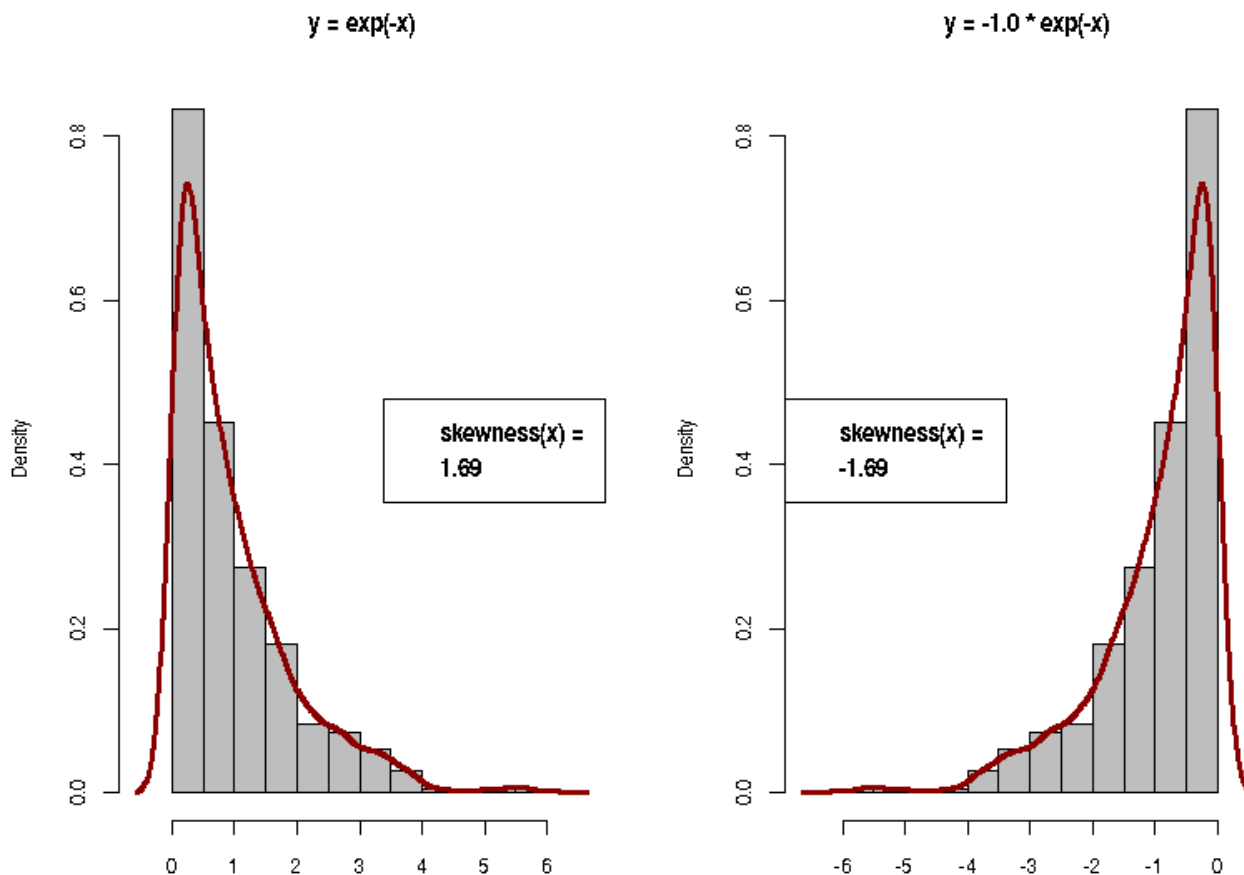 y = exp(-x)
0.8
0.6
0.4
0.2
0.0
Density
skewness(x) =
1.69
0 1 2 3 4 5 6
y = -1.0 * exp(-x)
0.8
0.6
0.4
0.2
0.0
Density
skewness(x) =
-1.69
-6 -5 -4 -3 -2 -1 0